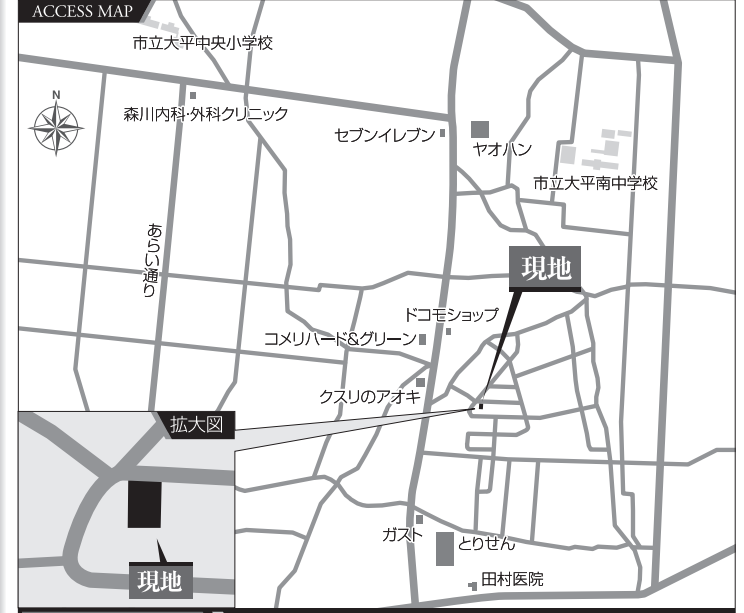 ACCESS MAP
市立大平中央小学校
N
森川内科・外科クリニック
セブンイレブン
ヤオハン
市立大平南中学校
あらい通り
現地
ドコモショップ
コメリハード&グリーン
クスリのアオキ
拡大図
現地
ガスト
とりせん
田村医院